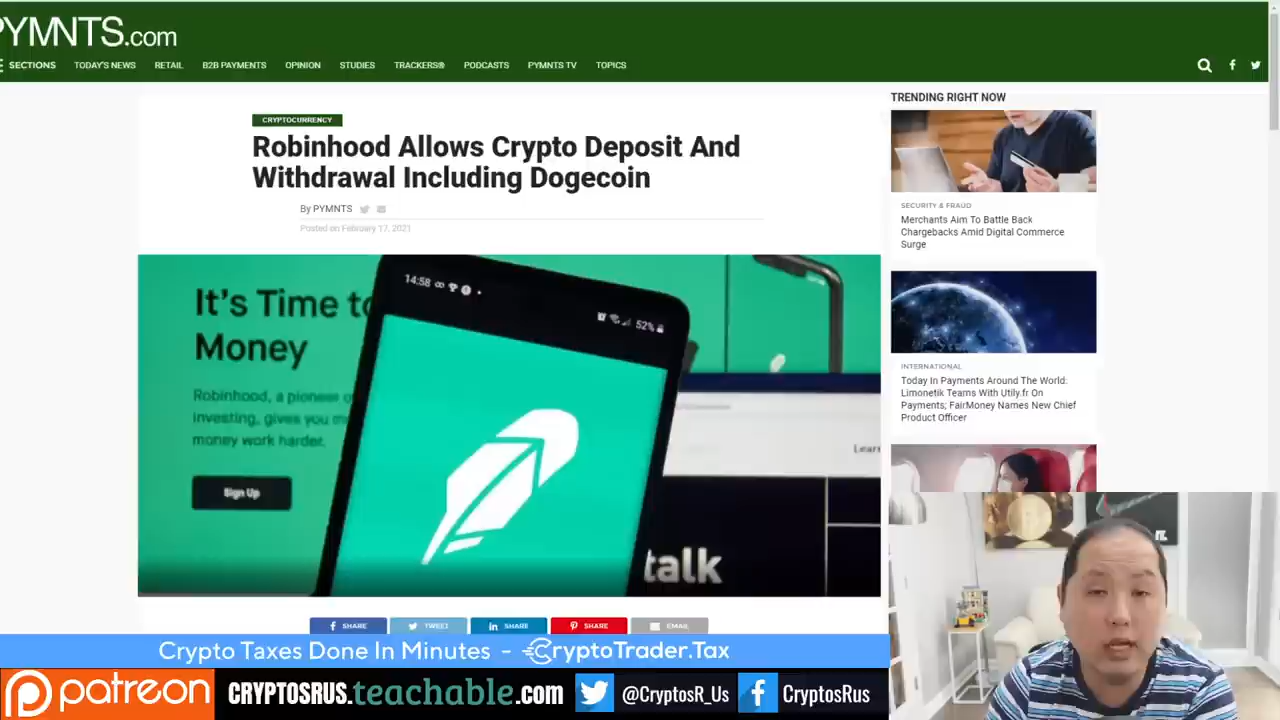 PYMNTS.com
SECTIONS TODAY'S NEWS RETAIL B2B PAYMENTS OPINION STUDIES TRACKERS® PODCASTS PYMNTS TV TOPICS
TRENDING RIGHT NOW
CRYPTOCURRENCY
Robinhood Allows Crypto Deposit And
Withdrawal Including Dogecoin
By PYMNTS
Posted on February 17, 2021
It's Time to
Money
Robinhood, a pioneer o
investing, gives you m
money work harder.
Sign Up
14:58
52%
Learn
talk
SECURITY & FRAUD
Merchants Aim To Battle Back
Chargebacks Amid Digital Commerce
Surge
INTERNATIONAL
Today In Payments Around The World:
Limonetik Teams With Utily.fr On
Payments; FairMoney Names New Chief
Product Officer
SHARE TWEET SHARE SHARE EMAIL
Crypto Taxes Done In Minutes - CryptoTrader.Tax
patreon CRYPTOSRUS.teachable.com @CryptosR_Us CryptosRus